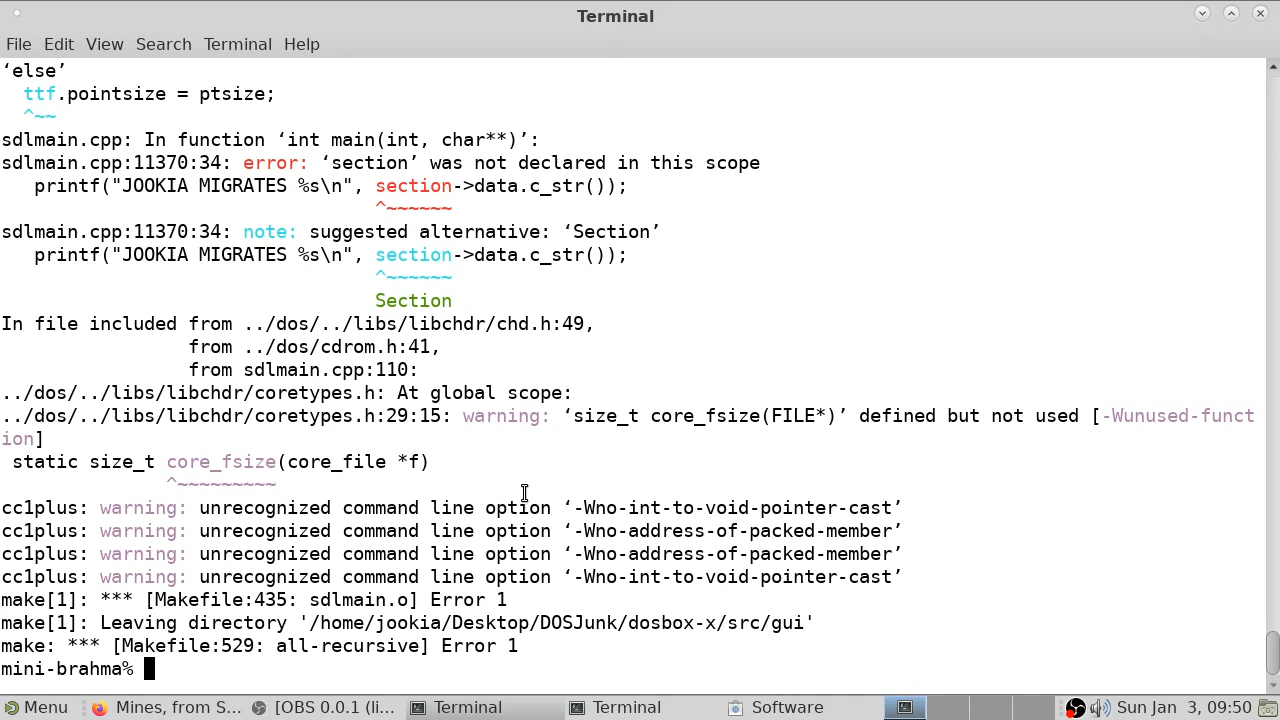 Terminal
File Edit View Search Terminal Help
‘else’
ttf.pointsize = ptsize;
^~~
sdlmain.cpp: In function ‘int main(int, char**)’:
sdlmain.cpp:11370:34: error: ‘section’ was not declared in this scope
printf("JOOKIA MIGRATES %s\n", section->data.c_str());
^~~~~~~
sdlmain.cpp:11370:34: note: suggested alternative: ‘Section’
printf("JOOKIA MIGRATES %s\n", section->data.c_str());
^~~~~~~
Section
In file included from ../dos/../libs/libchdr/chd.h:49,
from ../dos/cdrom.h:41,
from sdlmain.cpp:110:
../dos/../libs/libchdr/coretypes.h: At global scope:
../dos/../libs/libchdr/coretypes.h:29:15: warning: ‘size_t core_fsize(FILE*)’ defined but not used [-Wunused-funct
ion]
static size_t core_fsize(core_file *f)
^~~~~~~~~~
cc1plus: warning: unrecognized command line option ‘-Wno-int-to-void-pointer-cast’
cc1plus: warning: unrecognized command line option ‘-Wno-address-of-packed-member’
cc1plus: warning: unrecognized command line option ‘-Wno-address-of-packed-member’
cc1plus: warning: unrecognized command line option ‘-Wno-int-to-void-pointer-cast’
make[1]: *** [Makefile:435: sdlmain.o] Error 1
make[1]: Leaving directory '/home/jookia/Desktop/DOSJunk/dosbox-x/src/gui'
make: *** [Makefile:529: all-recursive] Error 1
mini-brahma%
Menu Mines, from S... [OBS 0.0.1 (li... Terminal Terminal Software Sun Jan 3, 09:50